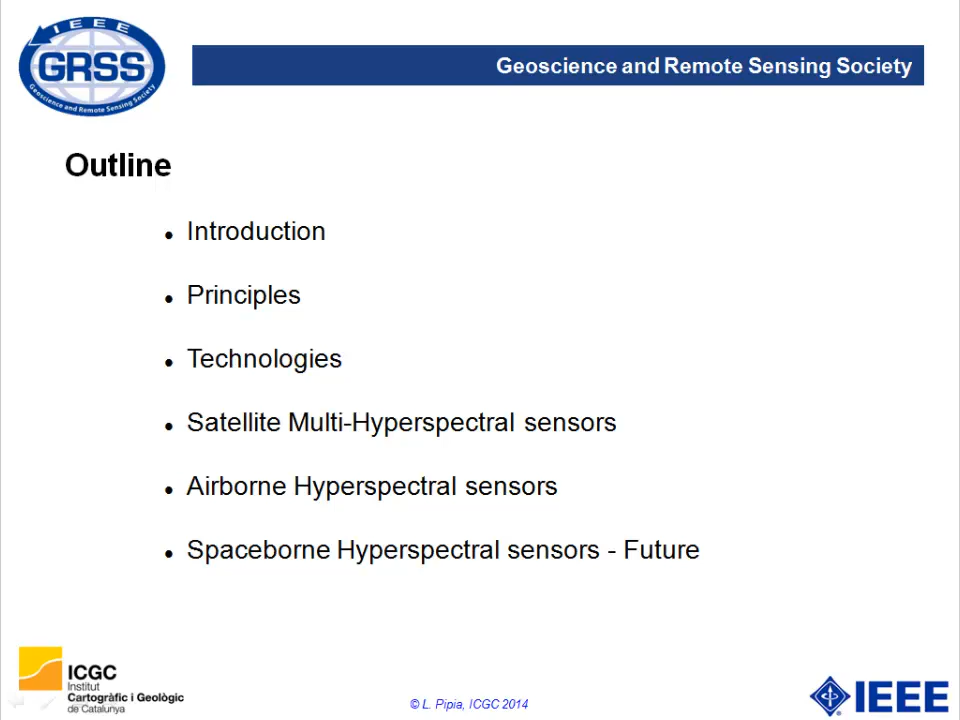 IEEE
GRSS
Geoscience and Remote Sensing Society
Geoscience and Remote Sensing Society
Outline
• Introduction
• Principles
• Technologies
• Satellite Multi-Hyperspectral sensors
• Airborne Hyperspectral sensors
• Spaceborne Hyperspectral sensors - Future
ICGC
Institut
Cartogràfic i Geològic
de Catalunya
© L. Pipia, ICGC 2014
IEEE